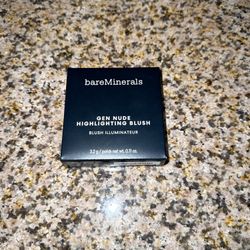 bareMinerals
GEN NUDE
HIGHLIGHTING BLUSH
BLUSH ILLUMINATEUR